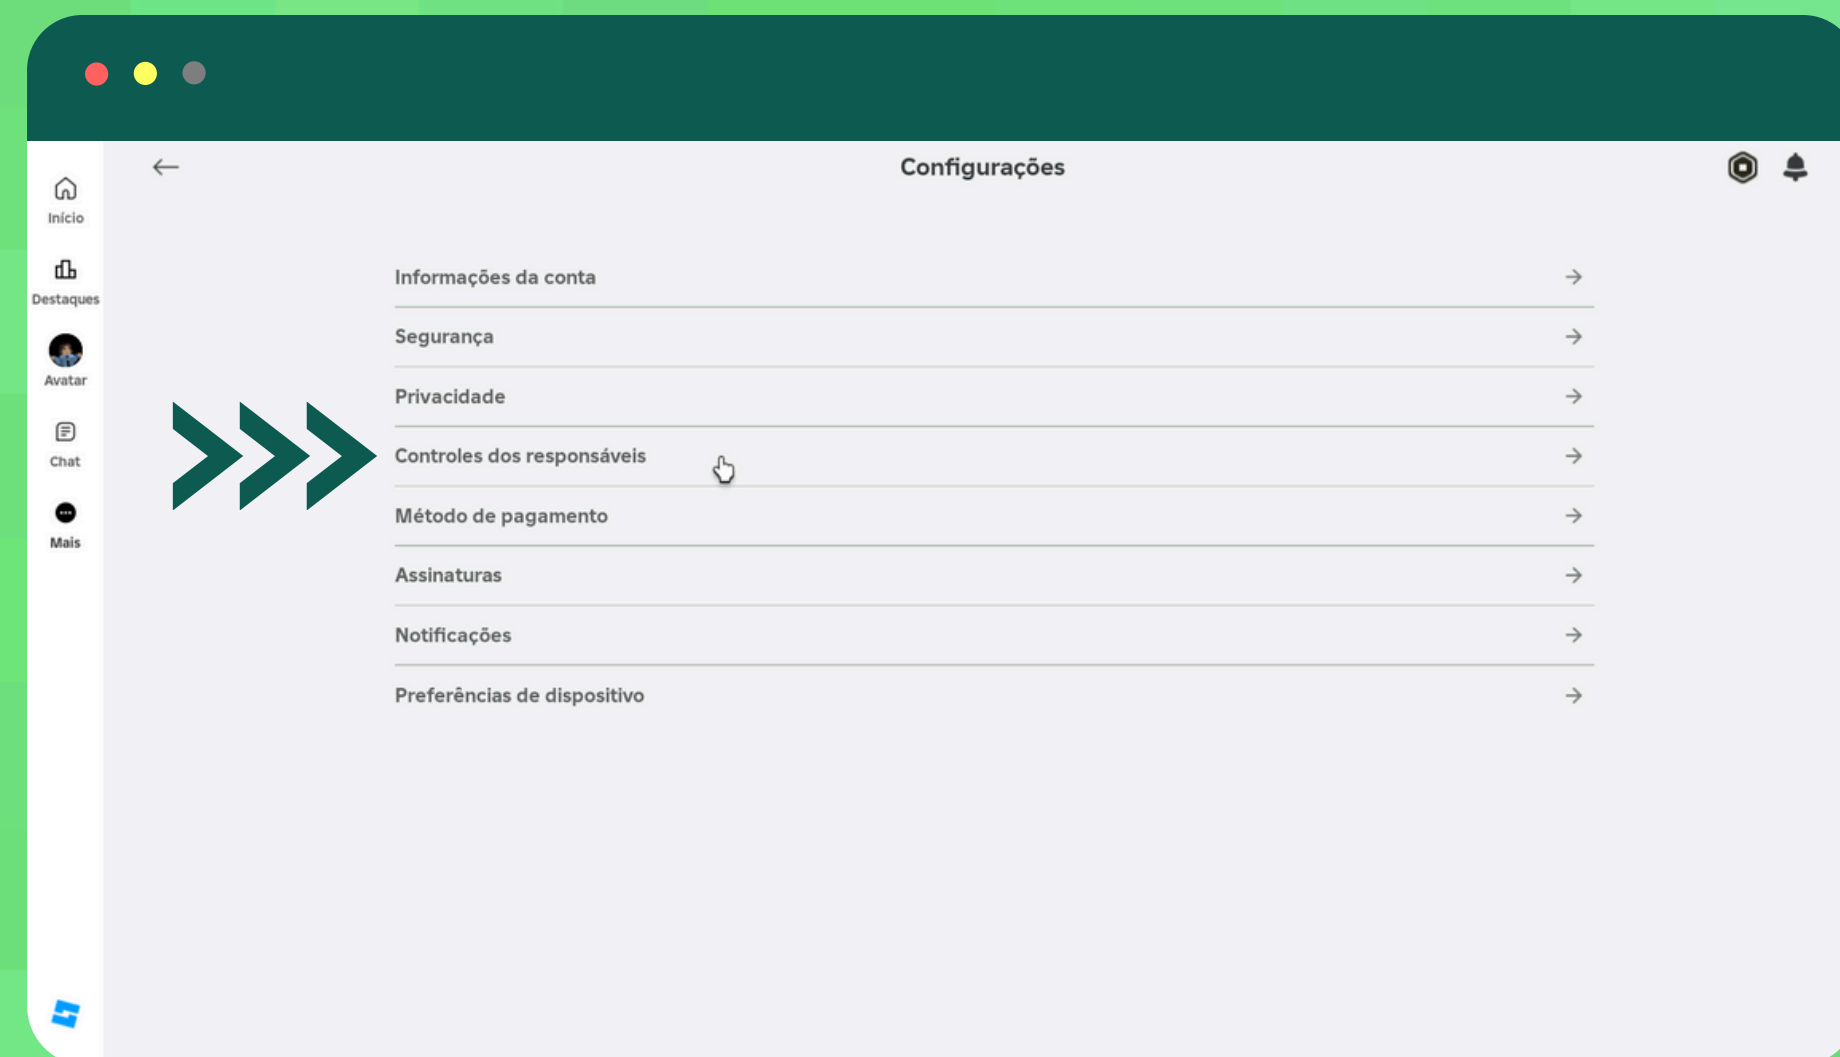 Configurações
Início
Destaques
Avatar
Chat
Mais
Informações da conta
Segurança
Privacidade
Controles dos responsáveis
Método de pagamento
Assinaturas
Notificações
Preferências de dispositivo